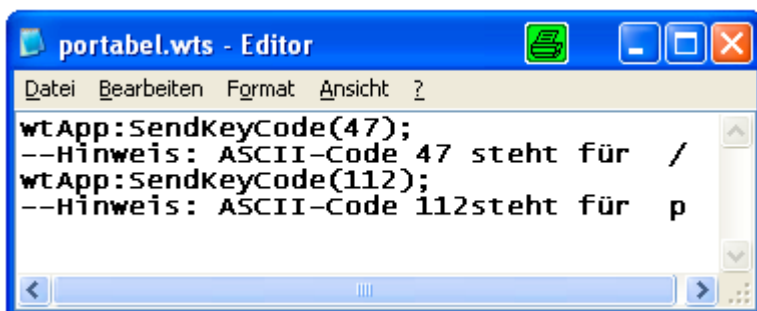 portabel.wts - Editor
Datei Bearbeiten Format Ansicht ?
wtApp:SendKeyCode(47);
--Hinweis: ASCII-Code 47 steht für  /
wtApp:SendKeyCode(112);
--Hinweis: ASCII-Code 112steht für  p